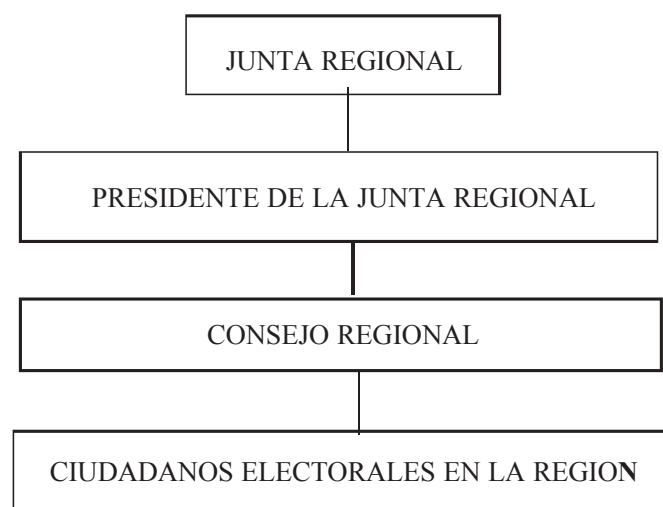 JUNTA REGIONAL
PRESIDENTE DE LA JUNTA REGIONAL
CONSEJO REGIONAL
CIUDADANOS ELECTORALES EN LA REGION